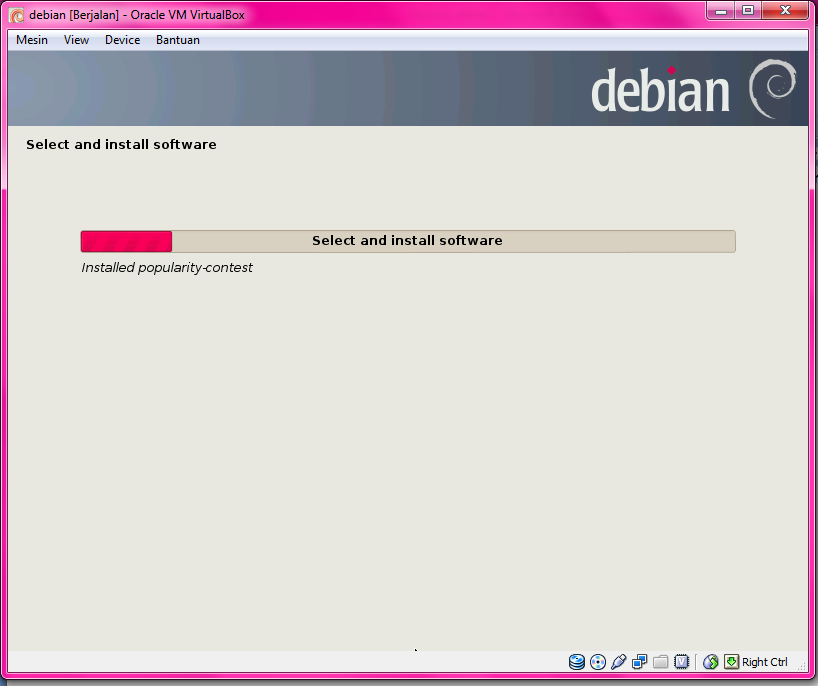 debian [Berjalan] - Oracle VM VirtualBox
Mesin View Device Bantuan
debian
Select and install software
Select and install software
Installed popularity-contest
Right Ctrl